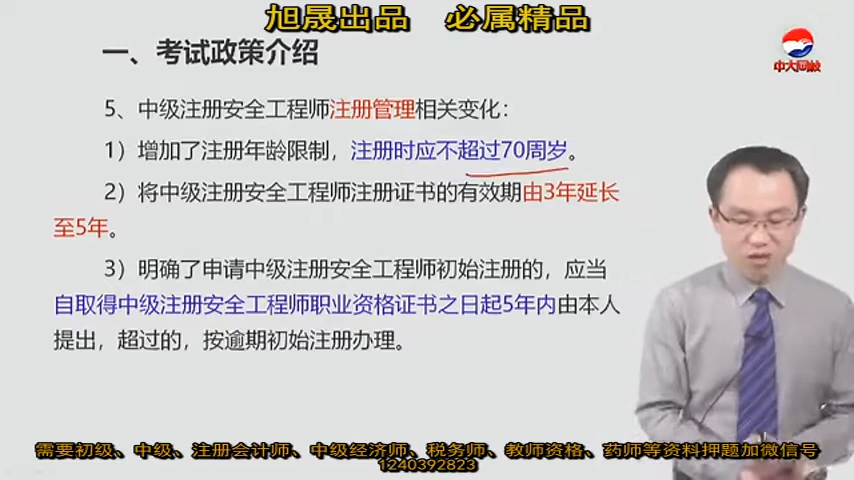 旭晟出品 必属精品
一、考试政策介绍
中大网校
5、中级注册安全工程师注册管理相关变化：
1）增加了注册年龄限制，注册时应不超过70周岁。
2）将中级注册安全工程师注册证书的有效期由3年延长
至5年。
3）明确了申请中级注册安全工程师初始注册的，应当
自取得中级注册安全工程师职业资格证书之日起5年内由本人
提出，超过的，按逾期初始注册办理。
需要初级、中级、注册会计师、中级经济师、税务师、教师资格、药师等资料押题加微信号
1240392823